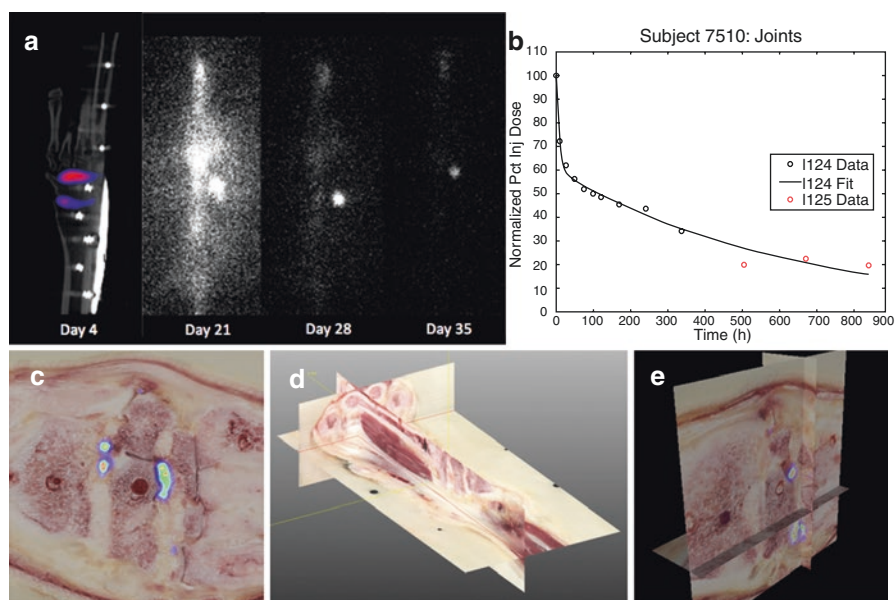 a
Day 4
Day 21
Day 28
Day 35
b
Subject 7510: Joints
Normalized Pct Inj Dose
110
100
90
80
70
60
50
40
30
20
10
0
I124 Data
I124 Fit
I125 Data
0 100 200 300 400 500 600 700 800 900
Time (h)
c
d
e